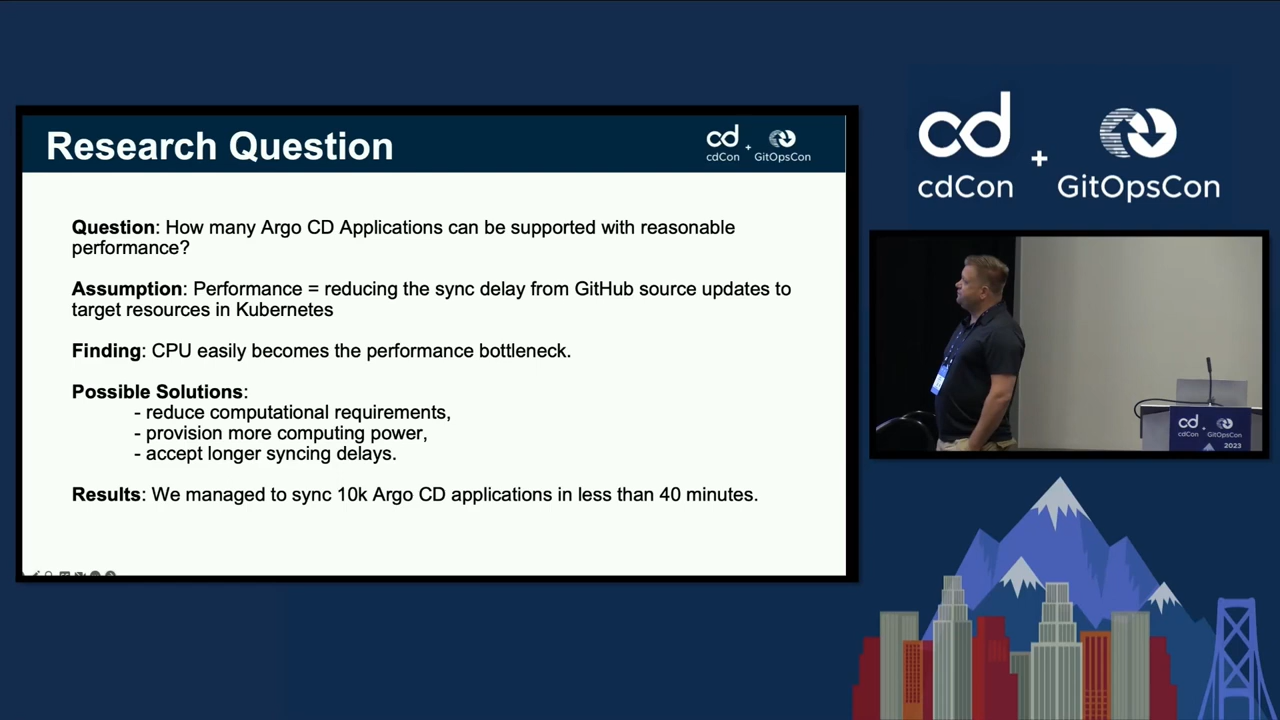 Research Question
cd
cdCon
+
GitOpsCon
Question: How many Argo CD Applications can be supported with reasonable
performance?
Assumption: Performance = reducing the sync delay from GitHub source updates to
target resources in Kubernetes
Finding: CPU easily becomes the performance bottleneck.
Possible Solutions:
- reduce computational requirements,
- provision more computing power,
- accept longer syncing delays.
Results: We managed to sync 10k Argo CD applications in less than 40 minutes.
cd
cdCon
+
GitOpsCon
cd
cdCon
+
GitOpsCon
2023